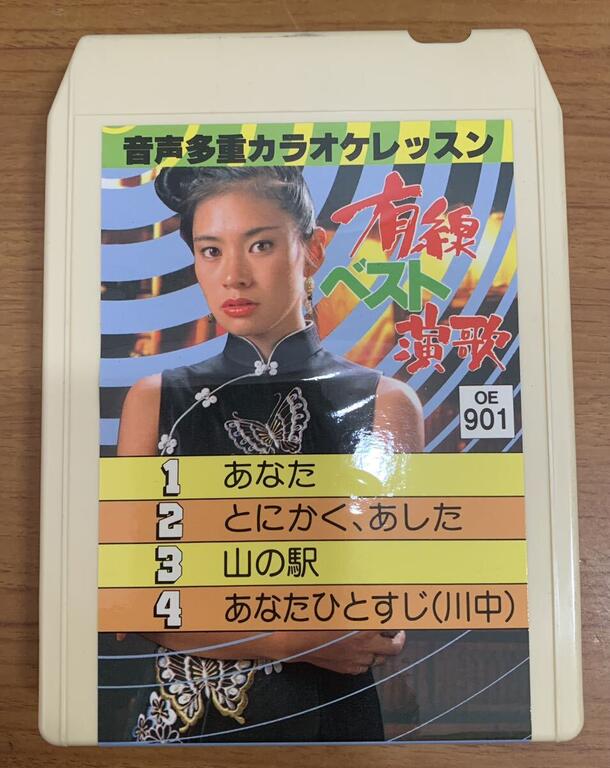 音声多重カラオケレッスン
有線
ベスト
演歌
OE
901
1 あなた
2 とにかく、あした
3 山の駅
4 あなたひとすじ(川中)